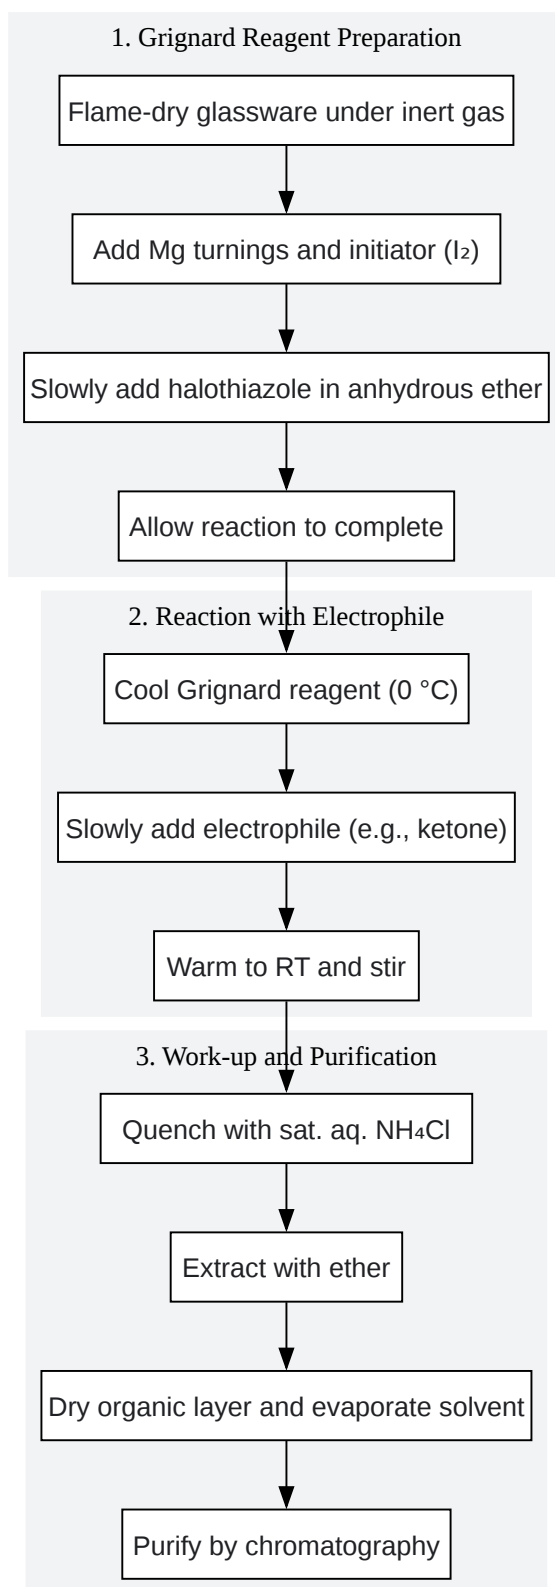 1. Grignard Reagent Preparation
Flame-dry glassware under inert gas
Add Mg turnings and initiator (I₂)
Slowly add halothiazole in anhydrous ether
Allow reaction to complete
2. Reaction with Electrophile
Cool Grignard reagent (0 °C)
Slowly add electrophile (e.g., ketone)
Warm to RT and stir
3. Work-up and Purification
Quench with sat. aq. NH₄Cl
Extract with ether
Dry organic layer and evaporate solvent
Purify by chromatography